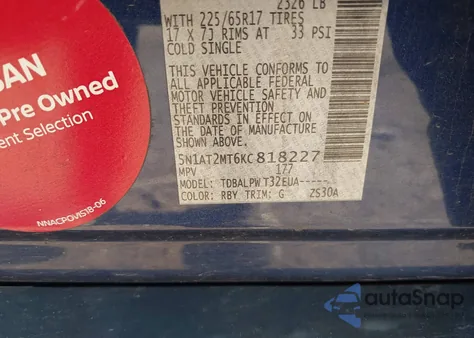 SAN
Pre Owned
ent Selection
NNACPOVIS18-06
2326 LB
WITH 225/65R17 TIRES
17 X 7J RIMS AT 33 PSI
COLD SINGLE
THIS VEHICLE CONFORMS TO
ALL APPLICABLE FEDERAL
MOTOR VEHICLE SAFETY AND
THEFT PREVENTION
STANDARDS IN EFFECT ON
THE DATE OF MANUFACTURE
SHOWN ABOVE.
5N1AT2MT6KC818227
MPV 177
MODEL: TDBALPW T32EUA-----
COLOR: RBY TRIM: G ZS30A
autoSnap